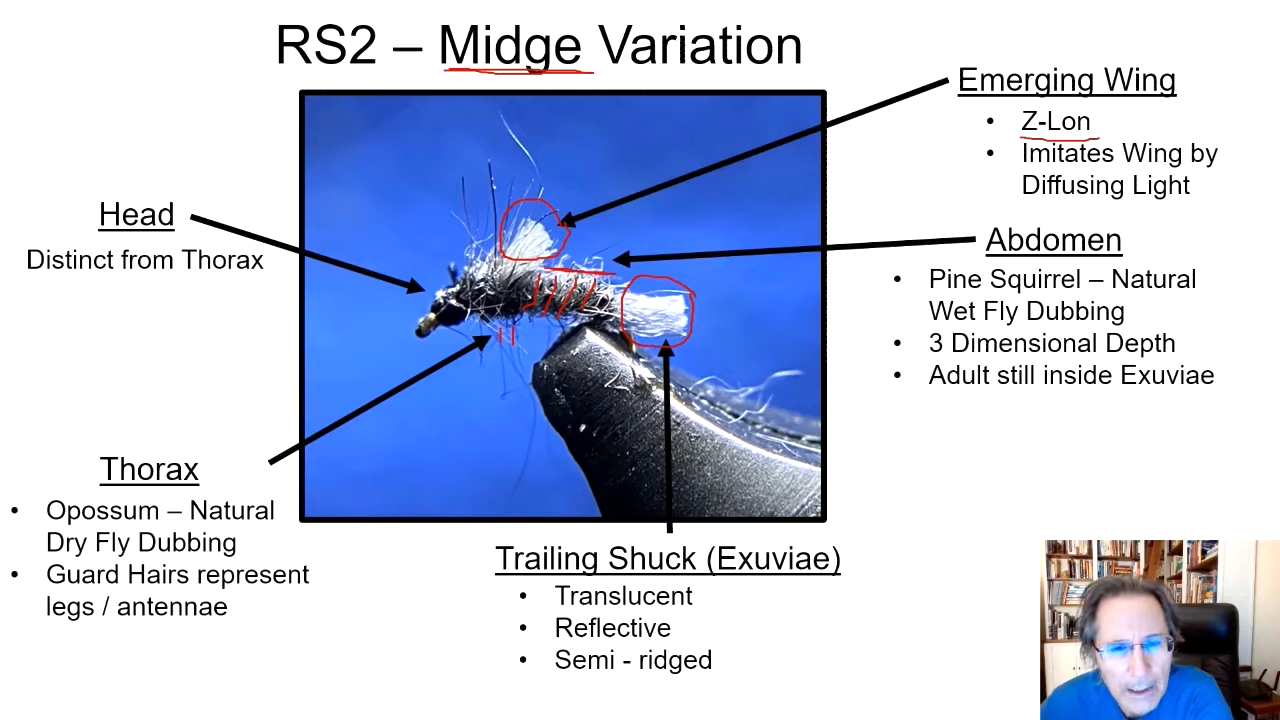 RS2 – Midge Variation
Emerging Wing
• Z-Lon
• Imitates Wing by
Diffusing Light
Head
Distinct from Thorax
Abdomen
• Pine Squirrel – Natural
Wet Fly Dubbing
• 3 Dimensional Depth
• Adult still inside Exuviae
Thorax
• Opossum – Natural
Dry Fly Dubbing
• Guard Hairs represent
legs / antennae
Trailing Shuck (Exuviae)
• Translucent
• Reflective
• Semi - ridged